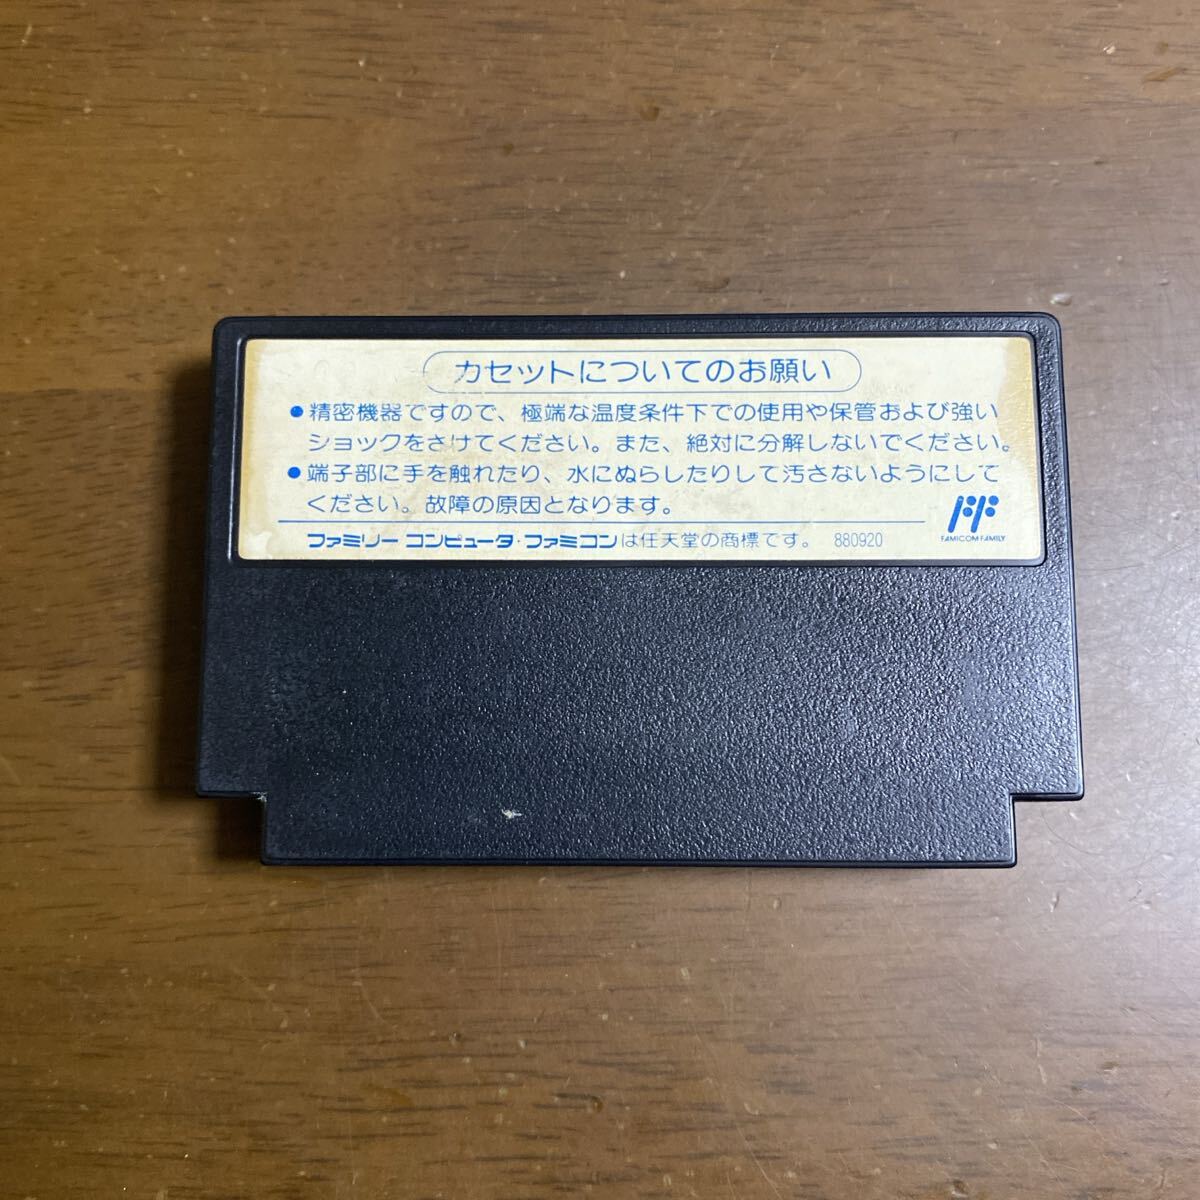 カセットについてのお願い
●精密機器ですので、極端な温度条件下での使用や保管および強い
ショックをさけてください。また、絶対に分解しないでください。
●端子部に手を触れたり、水にぬらしたりして汚さないようにして
ください。故障の原因となります。
FAMICOM FAMILY
ファミリーコンピュータ・ファミコンは任天堂の商標です。 880920